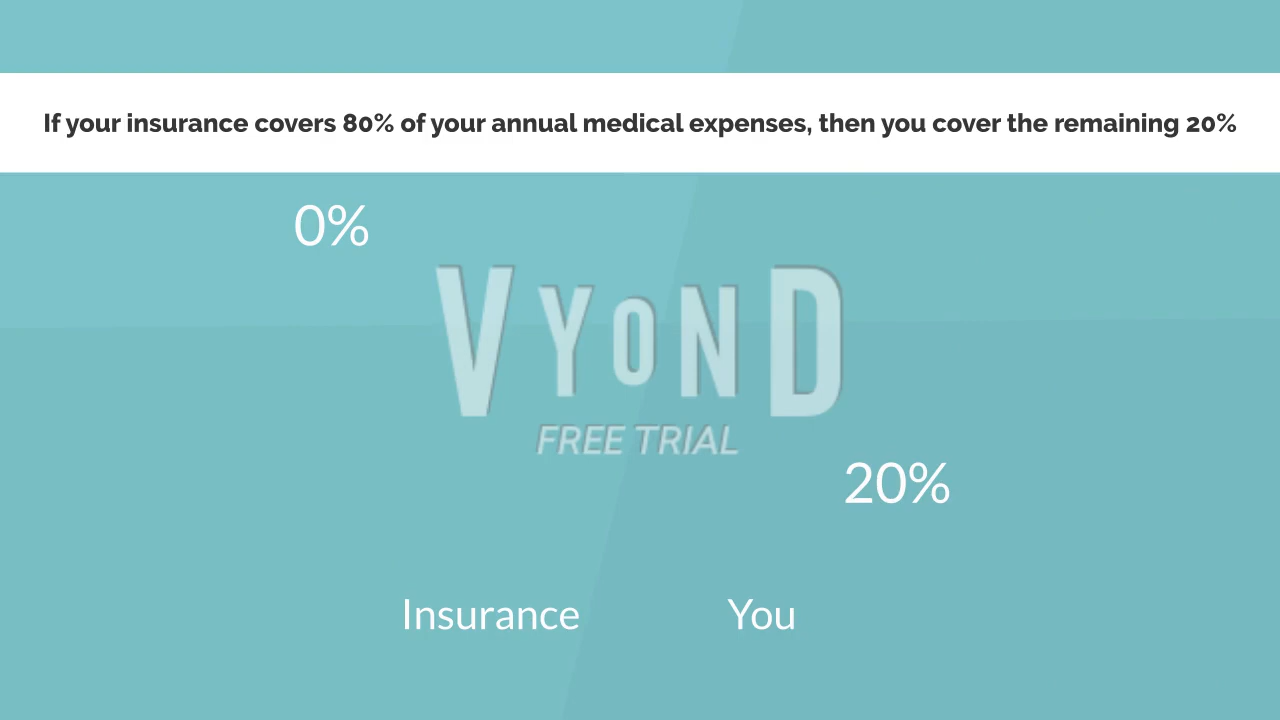 If your insurance covers 80% of your annual medical expenses, then you cover the remaining 20%
0%
VYOND
FREE TRIAL
20%
Insurance
You